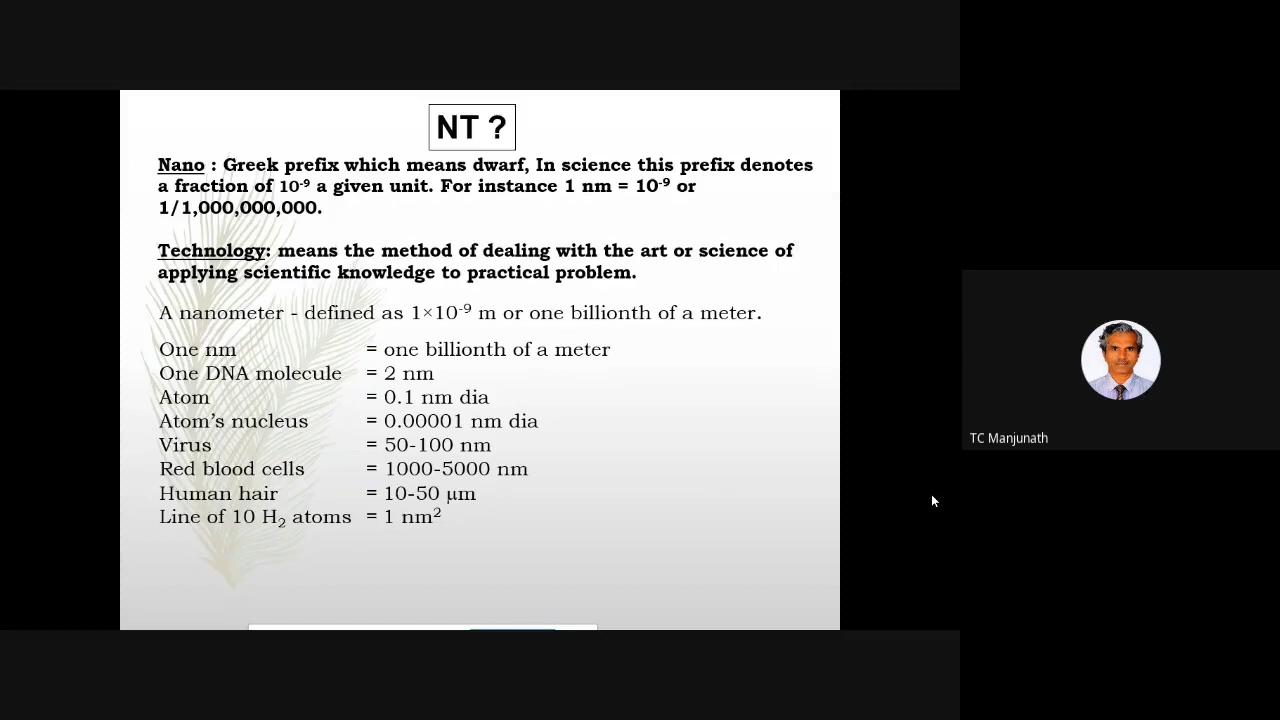 NT ?
Nano : Greek prefix which means dwarf, In science this prefix denotes
a fraction of 10⁻⁹ a given unit. For instance 1 nm = 10⁻⁹ or
1/1,000,000,000.
Technology: means the method of dealing with the art or science of
applying scientific knowledge to practical problem.
A nanometer - defined as 1×10⁻⁹ m or one billionth of a meter.
One nm = one billionth of a meter
One DNA molecule = 2 nm
Atom = 0.1 nm dia
Atom’s nucleus = 0.00001 nm dia
Virus = 50-100 nm
Red blood cells = 1000-5000 nm
Human hair = 10-50 μm
Line of 10 H₂ atoms = 1 nm²
TC Manjunath